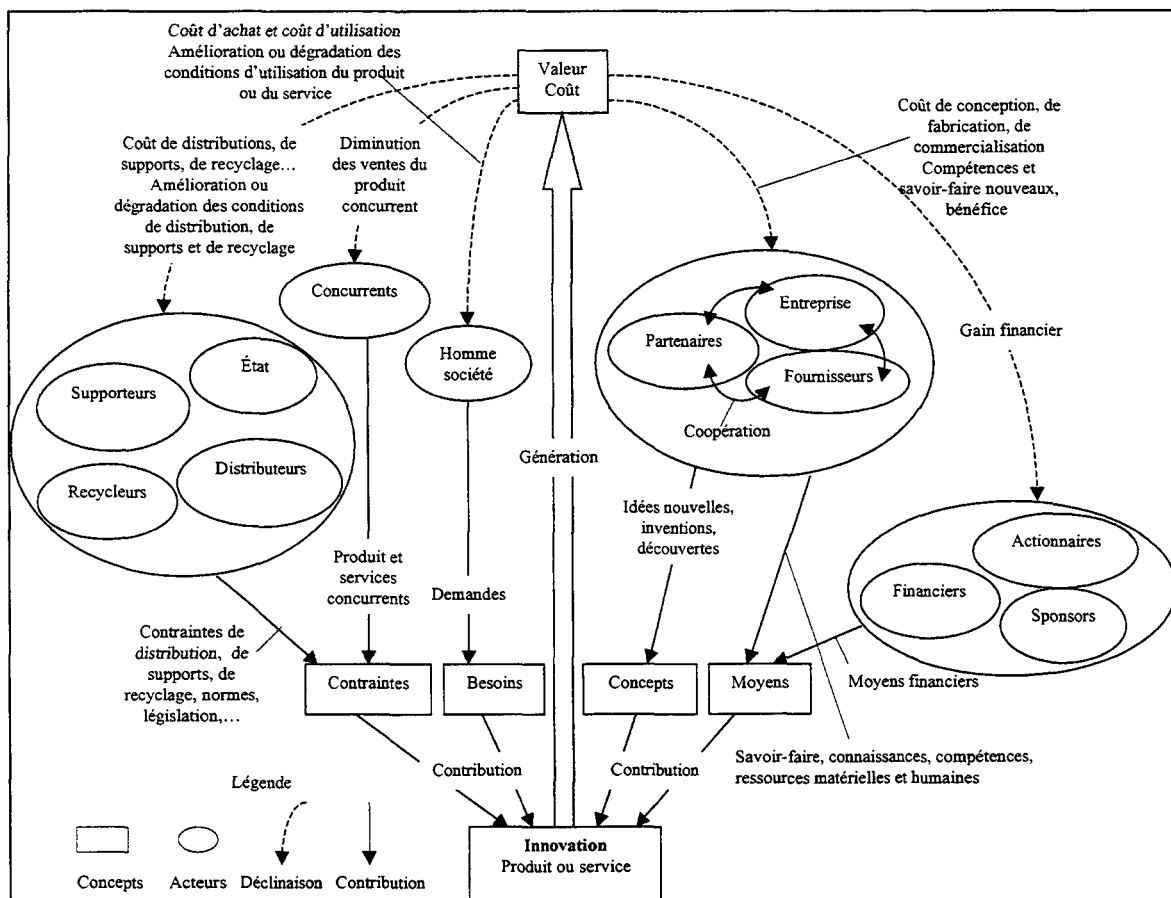 Coût d'achat et coût d'utilisation
Amélioration ou dégradation des
conditions d'utilisation du produit
ou du service
Valeur
Coût
Coût de distributions, de
supports, de recyclage…
Amélioration ou
dégradation des conditions
de distribution, de
supports et de recyclage
Diminution
des ventes du
produit
concurrent
Coût de conception, de
fabrication, de
commercialisation
Compétences et
savoir-faire nouveaux,
bénéfice
Concurrents
Homme
société
Entreprise
Partenaires
Fournisseurs
Coopération
Gain financier
État
Supporteurs
Distributeurs
Recycleurs
Génération
Idées nouvelles,
inventions,
découvertes
Actionnaires
Financiers
Sponsors
Produit et
services
concurrents
Demandes
Contraintes de
distribution, de
supports, de
recyclage, normes,
législation,…
Contraintes
Besoins
Concepts
Moyens
Moyens financiers
Contribution
Contribution
Savoir-faire, connaissances, compétences,
ressources matérielles et humaines
Innovation
Produit ou service
Légende
Concepts
Acteurs
Déclinaison
Contribution